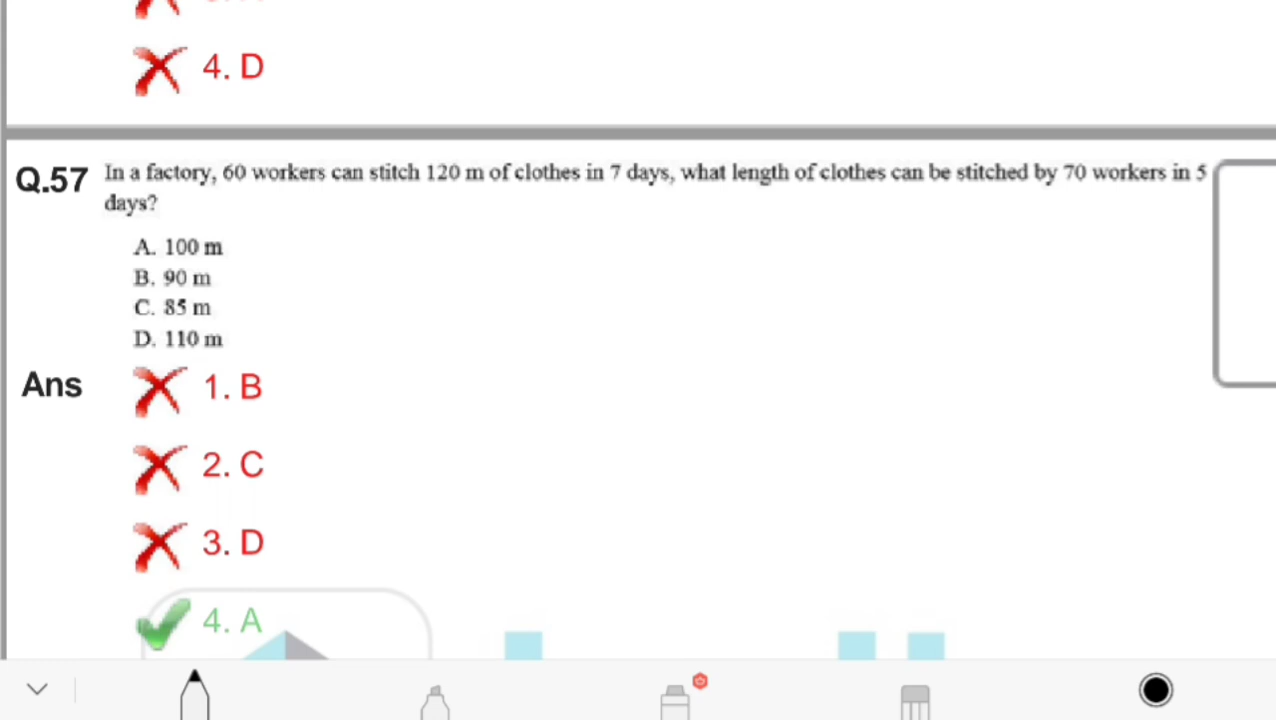 4. D
Q.57 In a factory, 60 workers can stitch 120 m of clothes in 7 days, what length of clothes can be stitched by 70 workers in 5
days?
A. 100 m
B. 90 m
C. 85 m
D. 110 m
Ans 1. B
2. C
3. D
4. A